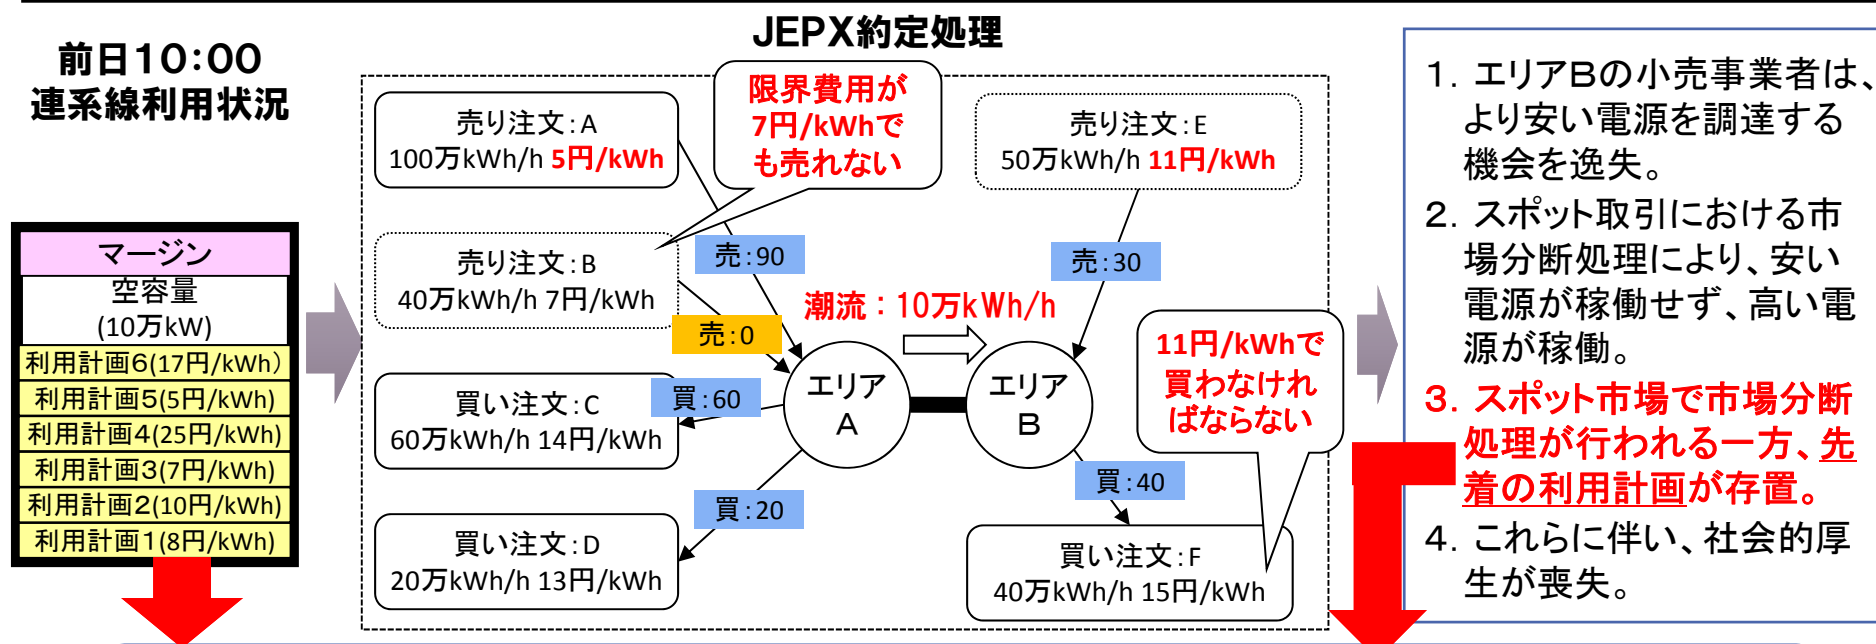 JEPX約定処理
前日10:00
連系線利用状況
マージン
空容量
(10万kW)
利用計画6(17円/kWh)
利用計画5(5円/kWh)
利用計画4(25円/kWh)
利用計画3(7円/kWh)
利用計画2(10円/kWh)
利用計画1(8円/kWh)
売り注文:A
100万kWh/h 5円/kWh
限界費用が
7円/kWhで
も売れない
売り注文:E
50万kWh/h 11円/kWh
売り注文:B
40万kWh/h 7円/kWh
売:90
売:30
売:0
潮流:10万kWh/h
エリア
A
エリア
B
11円/kWhで
買わなけれ
ばならない
買い注文:C
60万kWh/h 14円/kWh
買:60
買:20
買:40
買い注文:D
20万kWh/h 13円/kWh
買い注文:F
40万kWh/h 15円/kWh
1. エリアBの小売事業者は、
より安い電源を調達する
機会を逸失。
2. スポット取引における市
場分断処理により、安い
電源が稼働せず、高い電
源が稼働。
3. スポット市場で市場分断
処理が行われる一方、先
着の利用計画が存置。
4. これらに伴い、社会的厚
生が喪失。